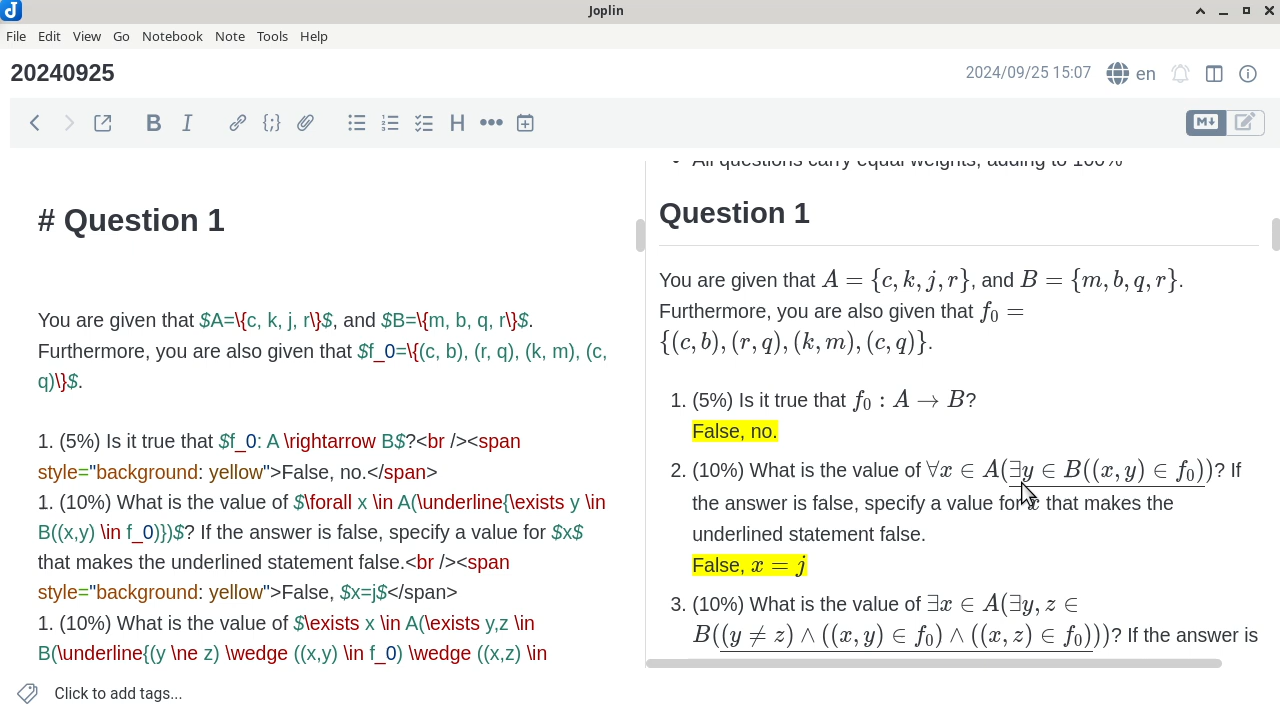 Joplin
File Edit View Go Notebook Note Tools Help
20240925
2024/09/25 15:07 en
All questions carry equal weights, adding to 100%
# Question 1
You are given that $A=\{c, k, j, r\}$, and $B=\{m, b, q, r\}$.
Furthermore, you are also given that $f_0=\{(c, b), (r, q), (k, m), (c,
q)\}$.
1. (5%) Is it true that $f_0: A \rightarrow B$?<br /><span
style="background: yellow">False, no.</span>
1. (10%) What is the value of $\forall x \in A(\underline{\exists y \in
B((x,y) \in f_0)})$? If the answer is false, specify a value for $x$
that makes the underlined statement false.<br /><span
style="background: yellow">False, $x=j$</span>
1. (10%) What is the value of $\exists x \in A(\exists y,z \in
B(\underline{(y \ne z) \wedge ((x,y) \in f_0) \wedge ((x,z) \in
Question 1
You are given that A = {c, k, j, r}, and B = {m, b, q, r}.
Furthermore, you are also given that f₀ =
{(c, b), (r, q), (k, m), (c, q)}.
1. (5%) Is it true that f₀ : A → B?
False, no.
2. (10%) What is the value of ∀x ∈ A(∃y ∈ B((x, y) ∈ f₀))? If
the answer is false, specify a value for x that makes the
underlined statement false.
False, x = j
3. (10%) What is the value of ∃x ∈ A(∃y, z ∈
B((y ≠ z) ∧ ((x, y) ∈ f₀) ∧ ((x, z) ∈ f₀)))? If the answer is
Click to add tags...